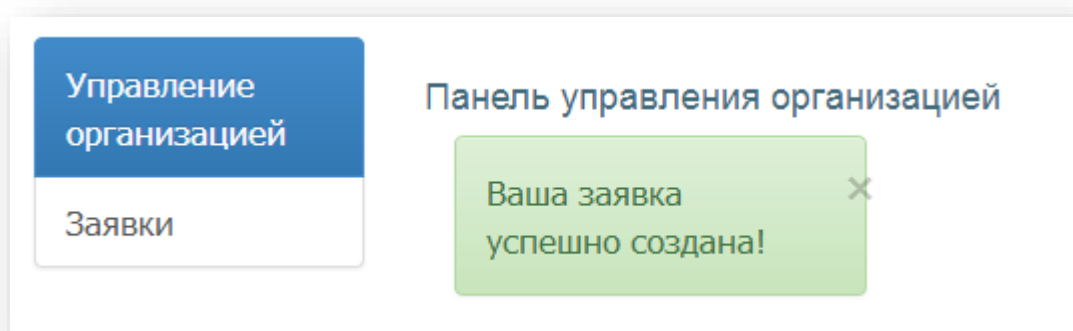 Управление
организацией
Заявки
Панель управления организацией
Ваша заявка
успешно создана!
×